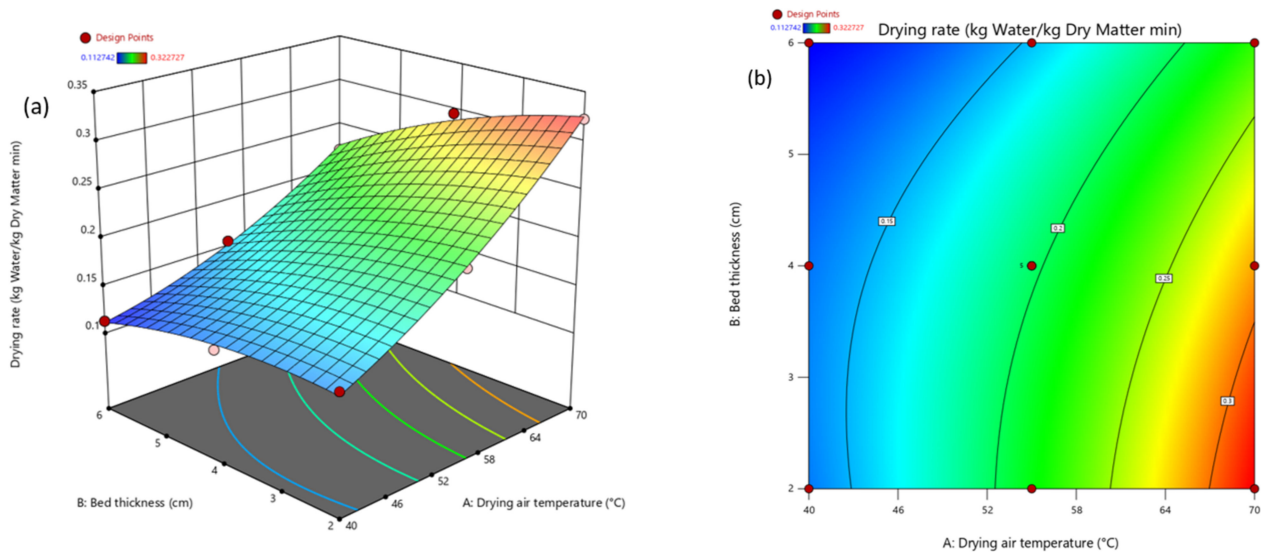 Design Points
0.112742 0.322727
(a)
0.35
0.3
0.25
0.2
0.15
0.1
Drying rate (kg Water/kg Dry Matter min)
6
5
4
3
2
B: Bed thickness (cm)
40
46
52
58
64
70
A: Drying air temperature (°C)
Design Points
0.112742 0.322727
Drying rate (kg Water/kg Dry Matter min)
(b)
6
5
4
3
2
B: Bed thickness (cm)
0.15
0.2
5
0.25
0.3
40 46 52 58 64 70
A: Drying air temperature (°C)